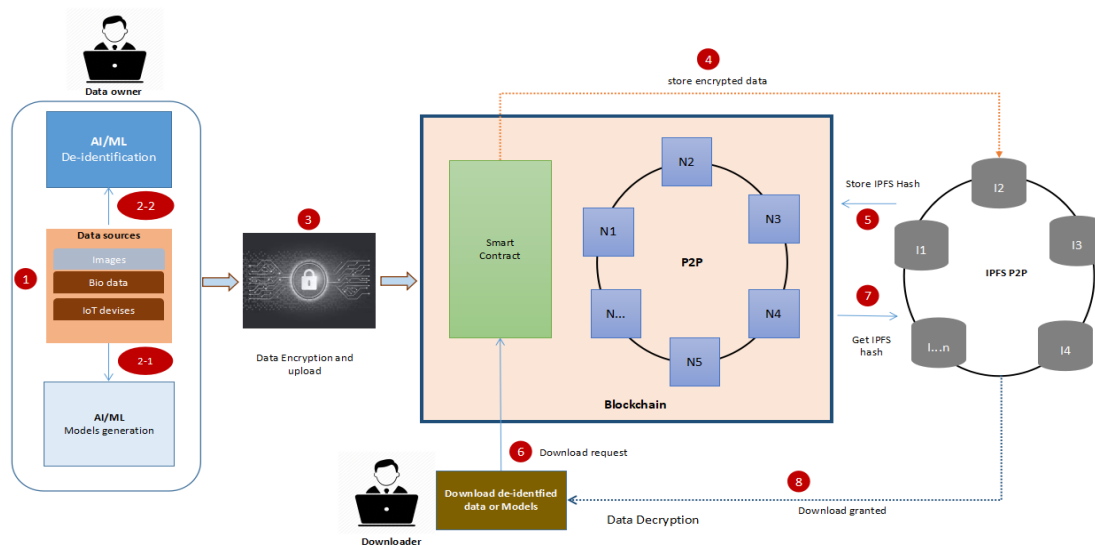 Data owner
AI/ML
De-identification
2-2
Data sources
Images
Bio data
IoT devises
1
2-1
AI/ML
Models generation
3
Data Encryption and
upload
4
store encrypted data
Smart
Contract
N1
N2
N3
N4
N5
N...
P2P
Blockchain
Store IPFS Hash
5
7
Get IPFS
hash
I1
I2
I3
I4
I...n
IPFS P2P
6
Download request
Download de-identfied
data or Models
Downloader
8
Download granted
Data Decryption